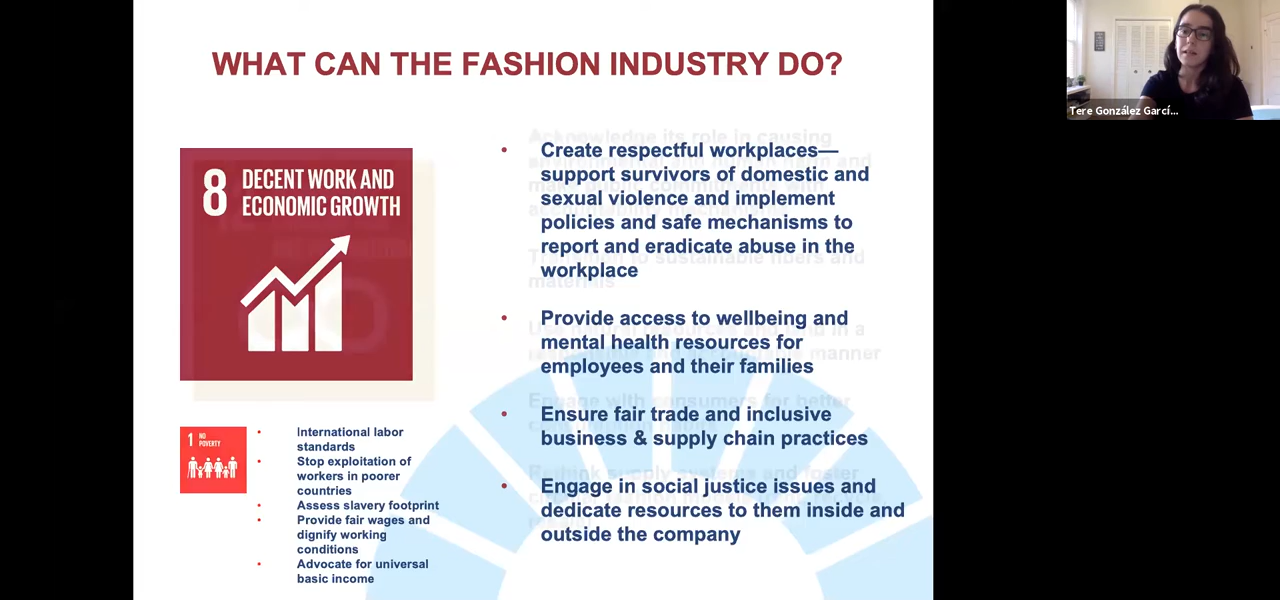 WHAT CAN THE FASHION INDUSTRY DO?
Tere González Garcí...
8 DECENT WORK AND
ECONOMIC GROWTH
• Create respectful workplaces—
support survivors of domestic and
sexual violence and implement
policies and safe mechanisms to
report and eradicate abuse in the
workplace
• Provide access to wellbeing and
mental health resources for
employees and their families
• Ensure fair trade and inclusive
business & supply chain practices
• Engage in social justice issues and
dedicate resources to them inside and
outside the company
1 NO
POVERTY
• International labor
standards
• Stop exploitation of
workers in poorer
countries
• Assess slavery footprint
• Provide fair wages and
dignify working
conditions
• Advocate for universal
basic income